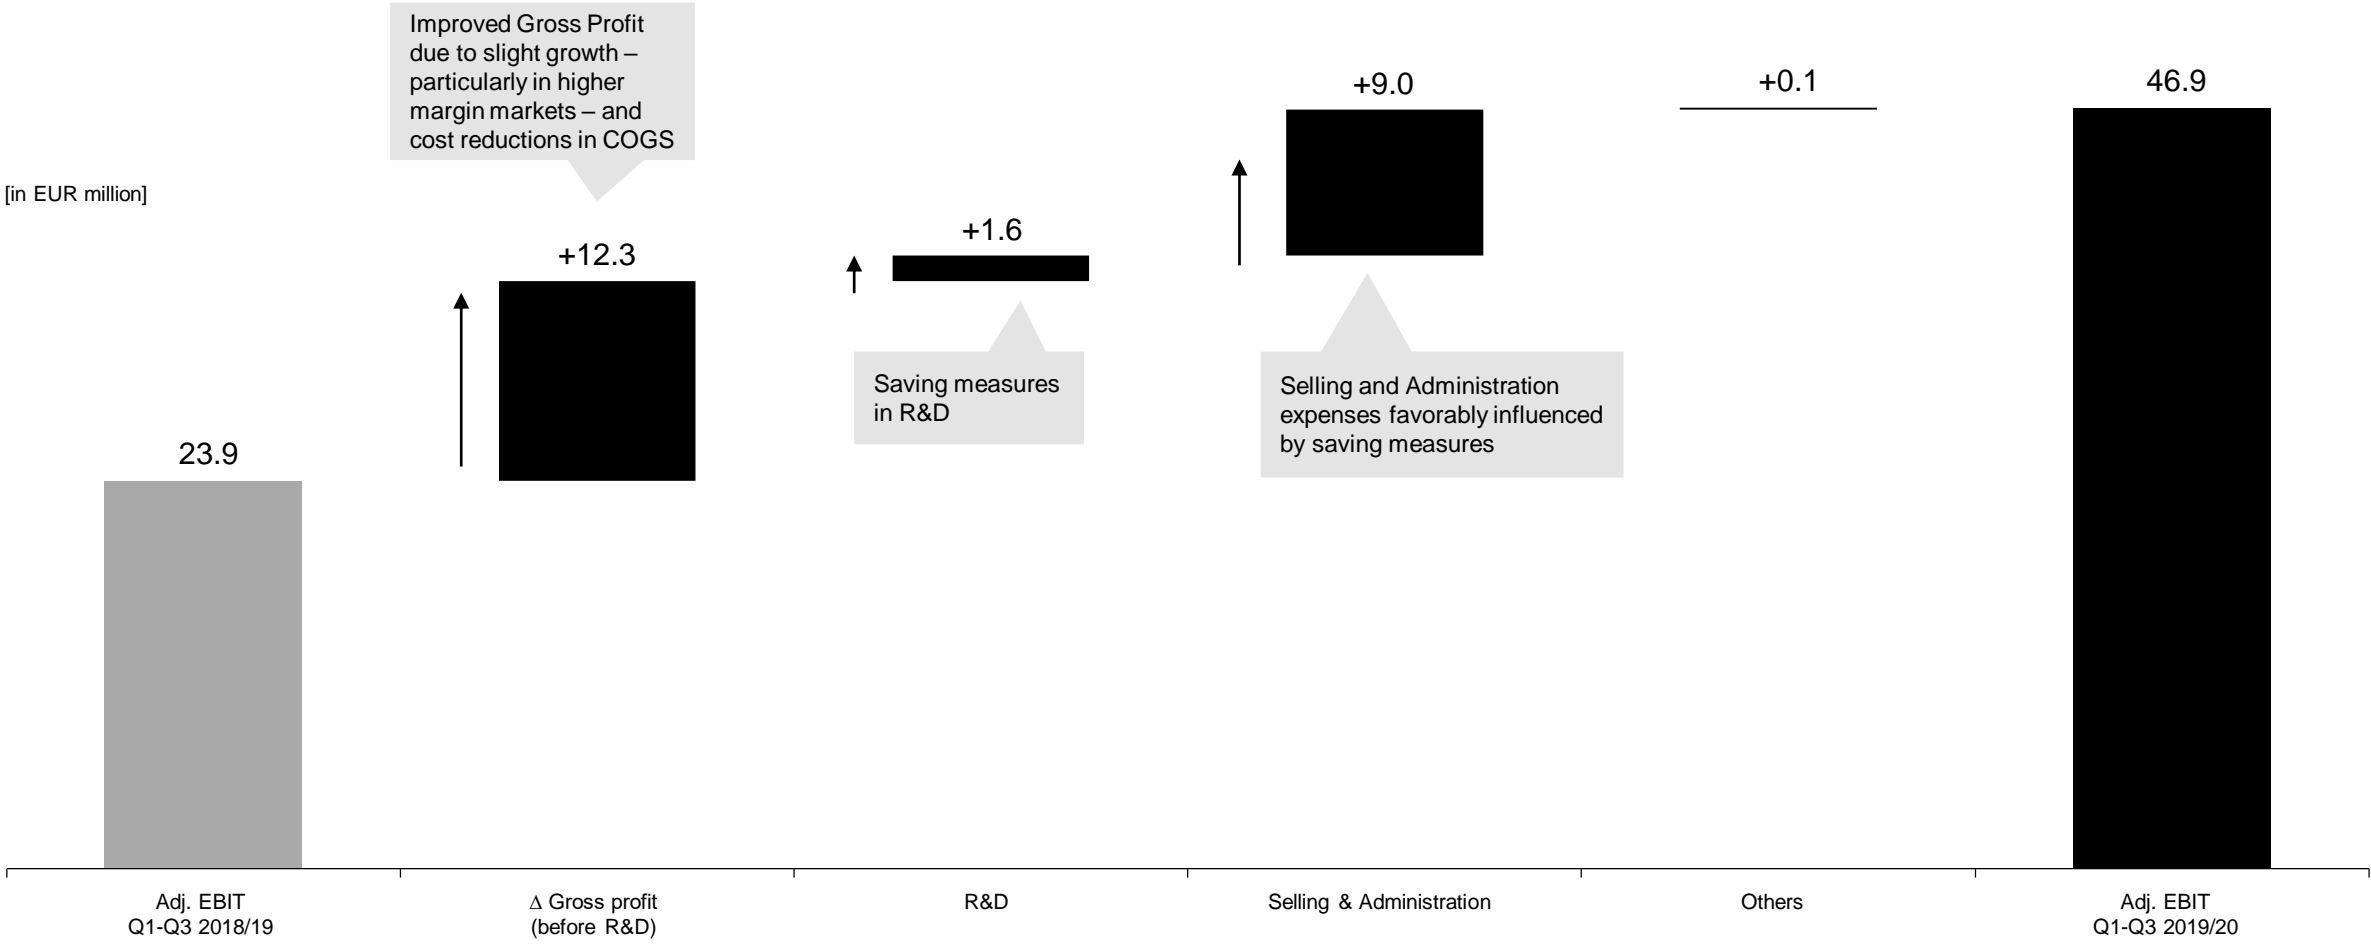 Improved Gross Profit
due to slight growth –
particularly in higher
margin markets – and
cost reductions in COGS
[in EUR million]
23.9
+12.3
+1.6
+9.0
+0.1
46.9
Saving measures
in R&D
Selling and Administration
expenses favorably influenced
by saving measures
Adj. EBIT
Q1-Q3 2018/19
∆ Gross profit
(before R&D)
R&D
Selling & Administration
Others
Adj. EBIT
Q1-Q3 2019/20